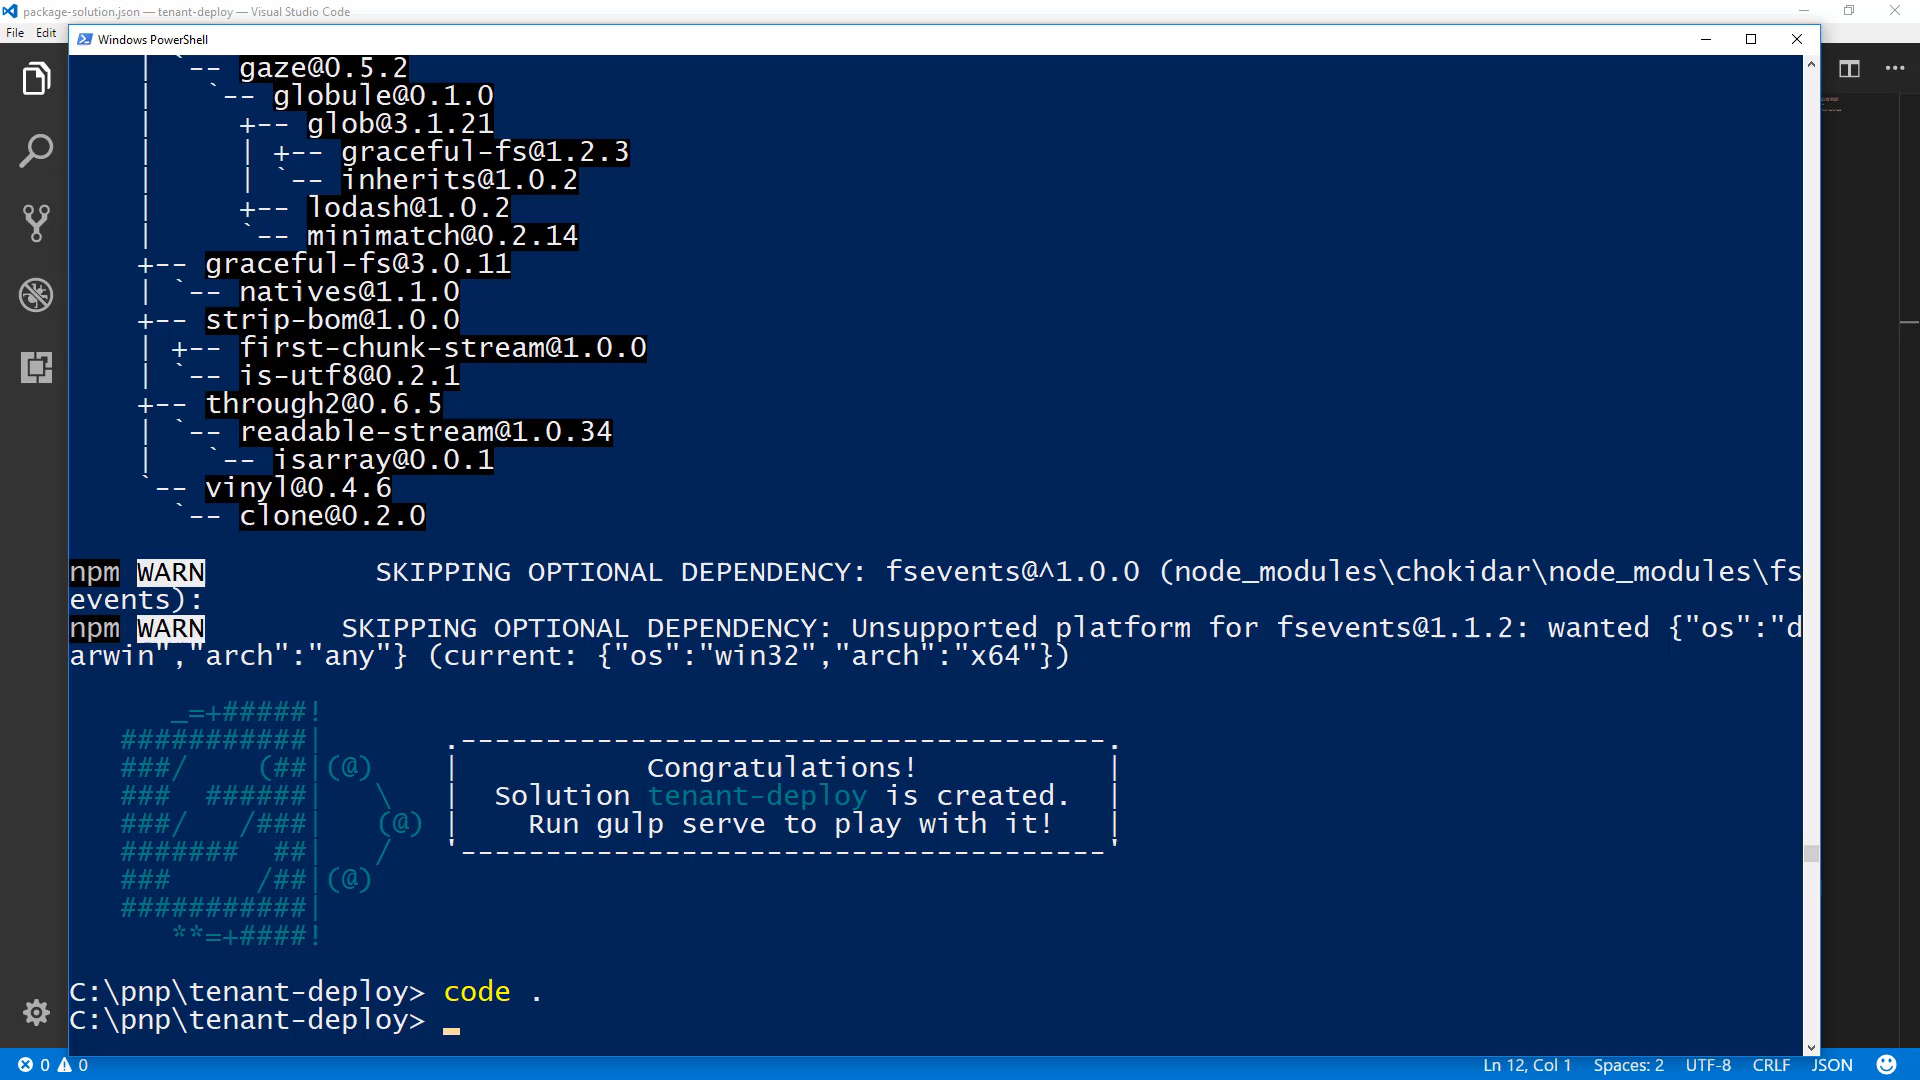 package-solution.json — tenant-deploy — Visual Studio Code
File Edit
Windows PowerShell
| `-- gaze@0.5.2
| `-- globule@0.1.0
| +-- glob@3.1.21
| | +-- graceful-fs@1.2.3
| | `-- inherits@1.0.2
| +-- lodash@1.0.2
| `-- minimatch@0.2.14
+-- graceful-fs@3.0.11
| `-- natives@1.1.0
+-- strip-bom@1.0.0
| +-- first-chunk-stream@1.0.0
| `-- is-utf8@0.2.1
+-- through2@0.6.5
| `-- readable-stream@1.0.34
| `-- isarray@0.0.1
`-- vinyl@0.4.6
`-- clone@0.2.0
npm WARN SKIPPING OPTIONAL DEPENDENCY: fsevents@^1.0.0 (node_modules\chokidar\node_modules\fs
events):
npm WARN SKIPPING OPTIONAL DEPENDENCY: Unsupported platform for fsevents@1.1.2: wanted {"os":"d
arwin","arch":"any"} (current: {"os":"win32","arch":"x64"})
_=+#####!
###########| .--------------------------------------.
###/ (##|(@) | Congratulations! |
### ######| \ | Solution tenant-deploy is created. |
###/ /###| (@) | Run gulp serve to play with it! |
####### ##| / '--------------------------------------'
### /##|(@)
###########|
**=+####!
C:\pnp\tenant-deploy> code .
C:\pnp\tenant-deploy>
0 0 Ln 12, Col 1 Spaces: 2 UTF-8 CRLF JSON